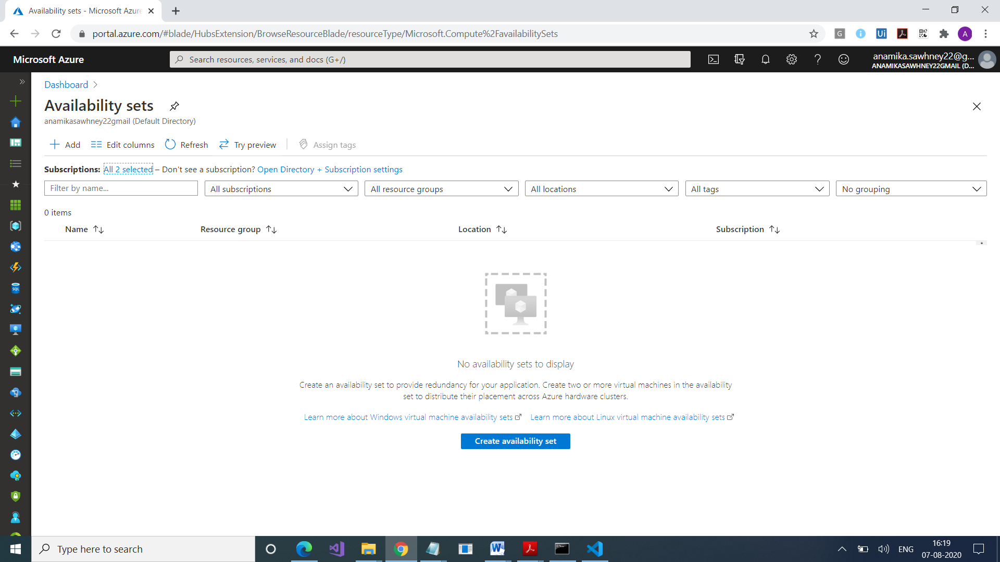 Availability sets - Microsoft Azure
portal.azure.com/#blade/HubsExtension/BrowseResourceBlade/resourceType/Microsoft.Compute%2FavailabilitySets
G
Ui
A
Microsoft Azure
Search resources, services, and docs (G+/)
anamika.sawhney22@g...
ANAMIKASAWHNEY22GMAIL (D...
Dashboard
Availability sets
anamikasawhney22gmail (Default Directory)
Add
Edit columns
Refresh
Try preview
Assign tags
Subscriptions: All 2 selected – Don't see a subscription? Open Directory + Subscription settings
Filter by name...
All subscriptions
All resource groups
All locations
All tags
No grouping
0 items
Name
Resource group
Location
Subscription
SQL
No availability sets to display
Create an availability set to provide redundancy for your application. Create two or more virtual machines in the availability
set to distribute their placement across Azure hardware clusters.
Learn more about Windows virtual machine availability sets
Learn more about Linux virtual machine availability sets
Create availability set
Type here to search
ENG
16:19
07-08-2020